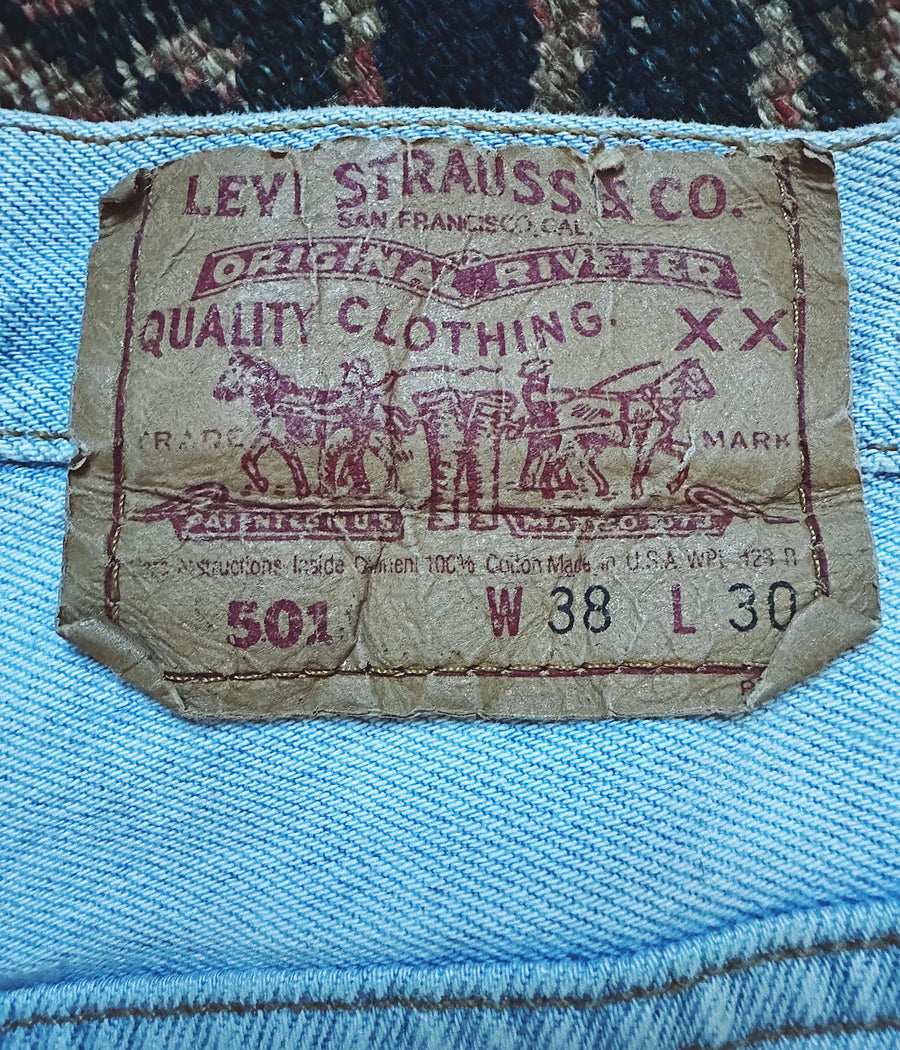 LEVI STRAUSS & CO.
SAN FRANCISCO, CAL.
ORIGINAL RIVETED
QUALITY CLOTHING. XX
TRADE MARK
Instructions Inside Garment 100% Cotton Made in U.S.A WPL 423 R
501 W 38 L 30